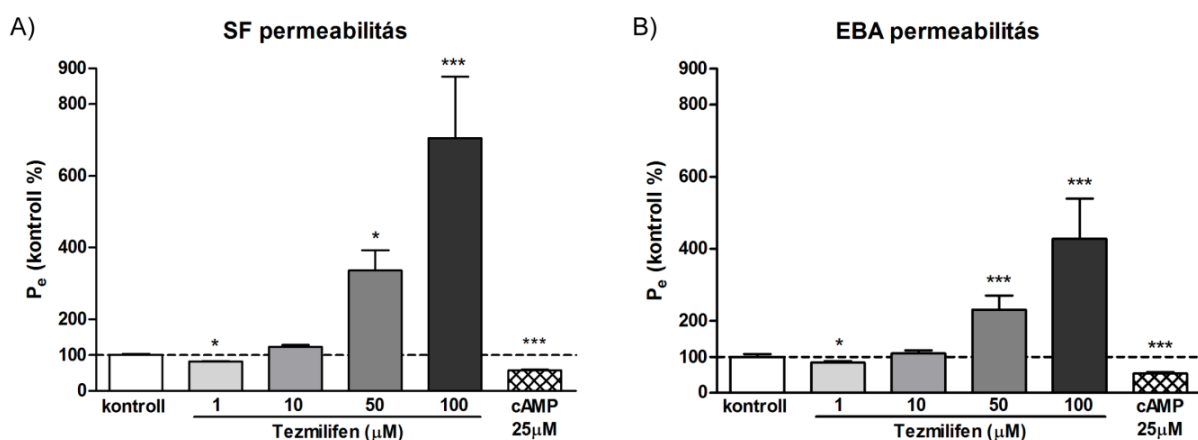 A)
SF permeabilitás
P_e (kontroll %)
900
800
600
400
200
100
0
*
*
***
***
kontroll
1
10
50
100
cAMP
25µM
Tezmilifen (µM)
B)
EBA permeabilitás
P_e (kontroll %)
900
800
600
400
200
100
0
*
***
***
***
kontroll
1
10
50
100
cAMP
25µM
Tezmilifen (µM)